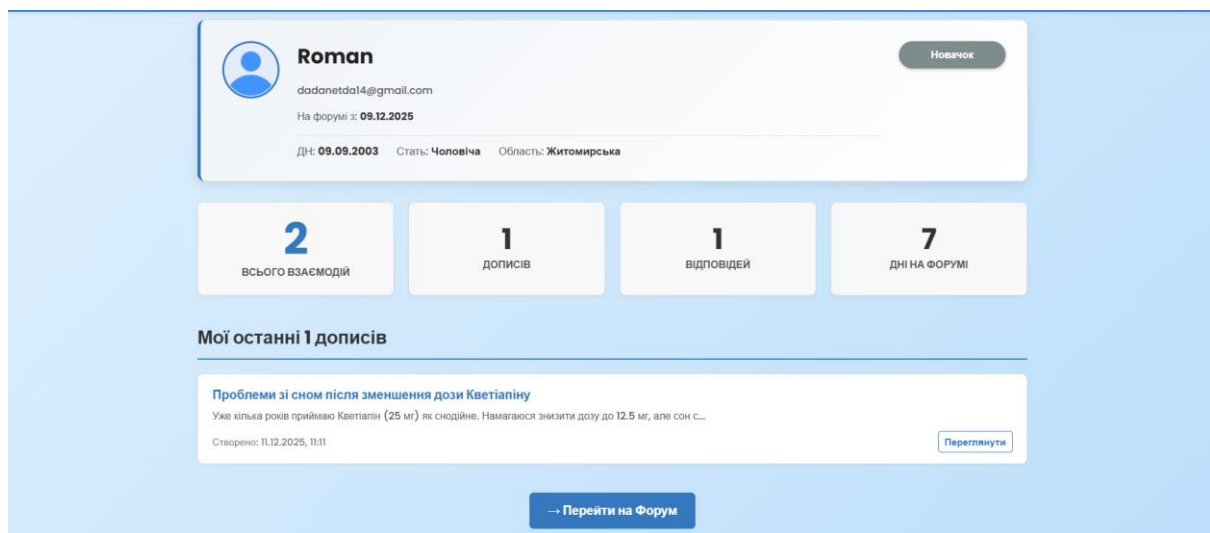 Roman
Новачок
dadanetda14@gmail.com
На форумі з: 09.12.2025
ДН: 09.09.2003 Стать: Чоловіча Область: Житомирська
2 1 1 7
ВСЬОГО ВЗАЄМОДІЙ ДОПИСІВ ВІДПОВІДЕЙ ДНІ НА ФОРУМІ
Мої останні 1 дописів
Проблеми зі сном після зменшення дози Кветіапіну
Уже кілька років приймаю Кветіапін (25 мг) як снодійне. Намагаюся знизити дозу до 12.5 мг, але сон с...
Створено: 11.12.2025, 11:11
Переглянути
→ Перейти на Форум